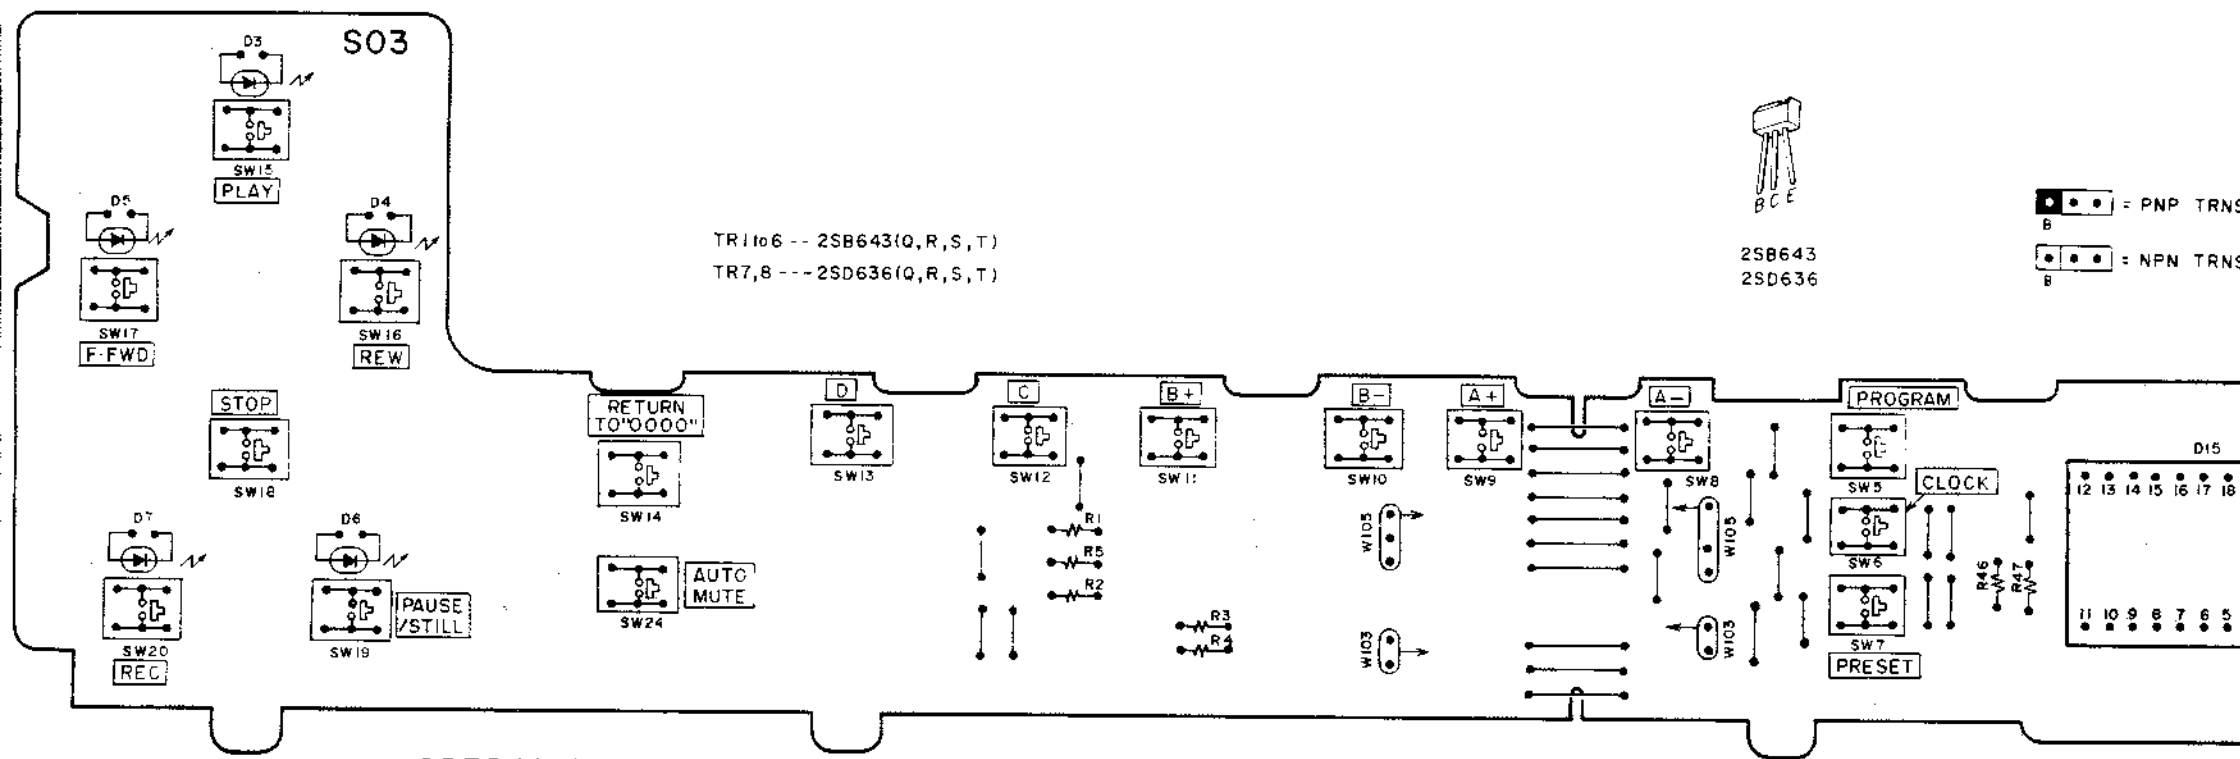 S03
D3
SW15
PLAY
D5
SW17
F-FWD
D4
SW16
REW
TR1to6 -- 2SB643(Q,R,S,T)
TR7,8 --- 2SD636(Q,R,S,T)
B C E
2SB643
2SD636
B
= PNP TRNS
B
= NPN TRNS
STOP
SW18
RETURN
TO"0000"
SW14
D
SW13
C
SW12
B+
SW11
B-
SW10
A+
SW9
A-
SW8
PROGRAM
SW5
CLOCK
SW6
SW7
PRESET
D15
12 13 14 15 16 17 18
11 10 9 8 7 6 5
D7
SW20
REC
D6
SW19
PAUSE
/STILL
AUTO
MUTE
SW24
R1
R5
R2
R3
R4
W105
W103
W105
W103
R46
R47